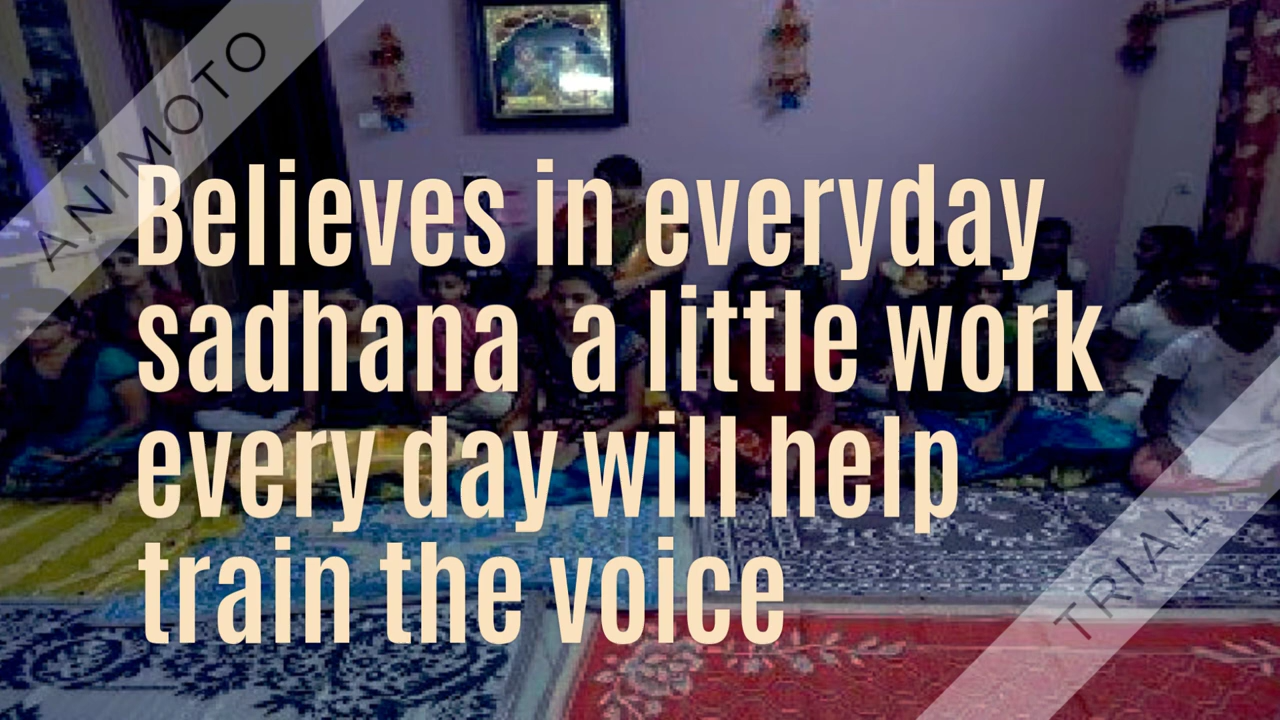 ANIMOTO
Believes in everyday
sadhana  a little work
every day will help
train the voice
TRIAL